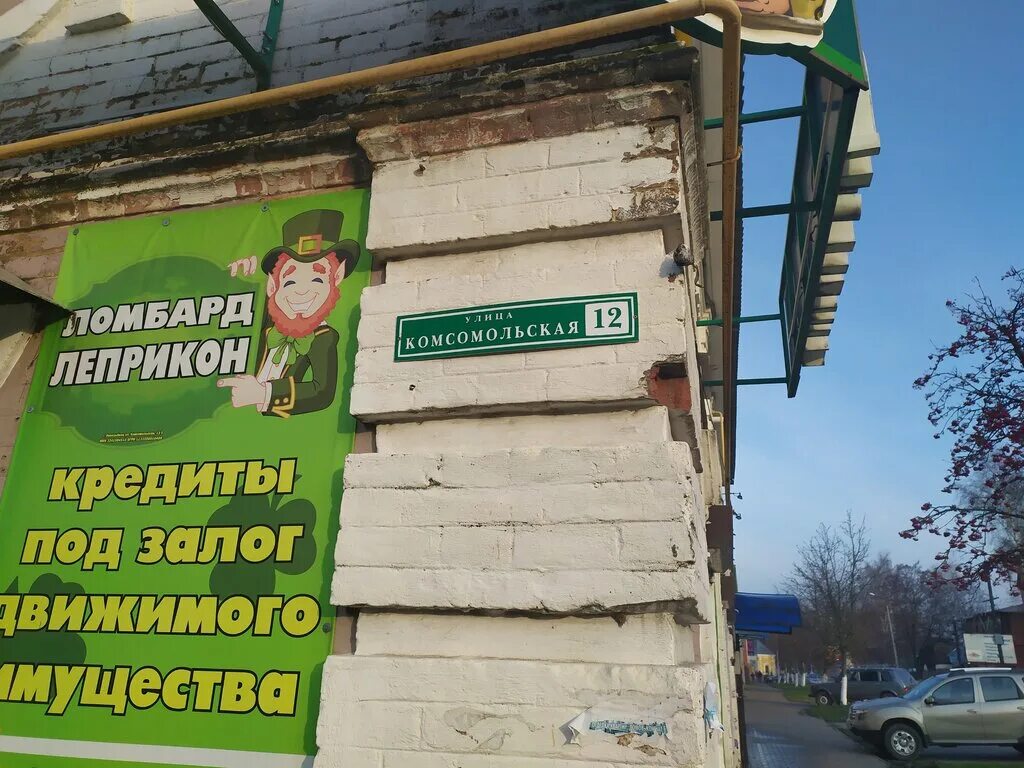 ЛОМБАРД
ЛЕПРИКОН
кредиты
под залог
движимого
имущества
УЛИЦА
КОМСОМОЛЬСКАЯ 12